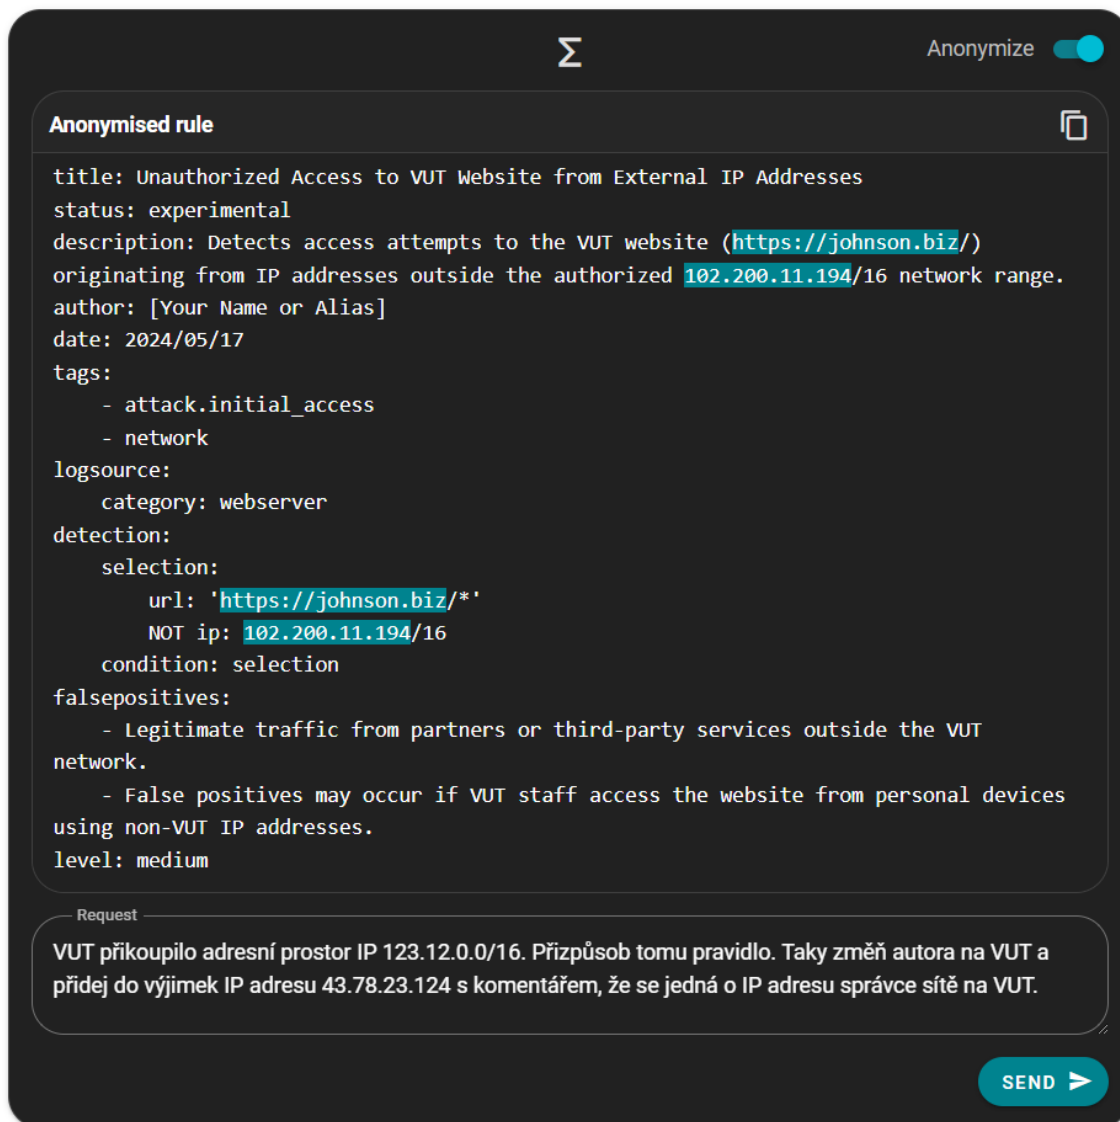 Σ
Anonymize
Anonymised rule
title: Unauthorized Access to VUT Website from External IP Addresses
status: experimental
description: Detects access attempts to the VUT website (https://johnson.biz/)
originating from IP addresses outside the authorized 102.200.11.194/16 network range.
author: [Your Name or Alias]
date: 2024/05/17
tags:
    - attack.initial_access
    - network
logsource:
    category: webserver
detection:
    selection:
        url: 'https://johnson.biz/*'
        NOT ip: 102.200.11.194/16
    condition: selection
falsepositives:
    - Legitimate traffic from partners or third-party services outside the VUT
network.
    - False positives may occur if VUT staff access the website from personal devices
using non-VUT IP addresses.
level: medium
Request
VUT přikoupilo adresní prostor IP 123.12.0.0/16. Přizpůsob tomu pravidlo. Taky změň autora na VUT a
přidej do výjimek IP adresu 43.78.23.124 s komentářem, že se jedná o IP adresu správce sítě na VUT.
SEND